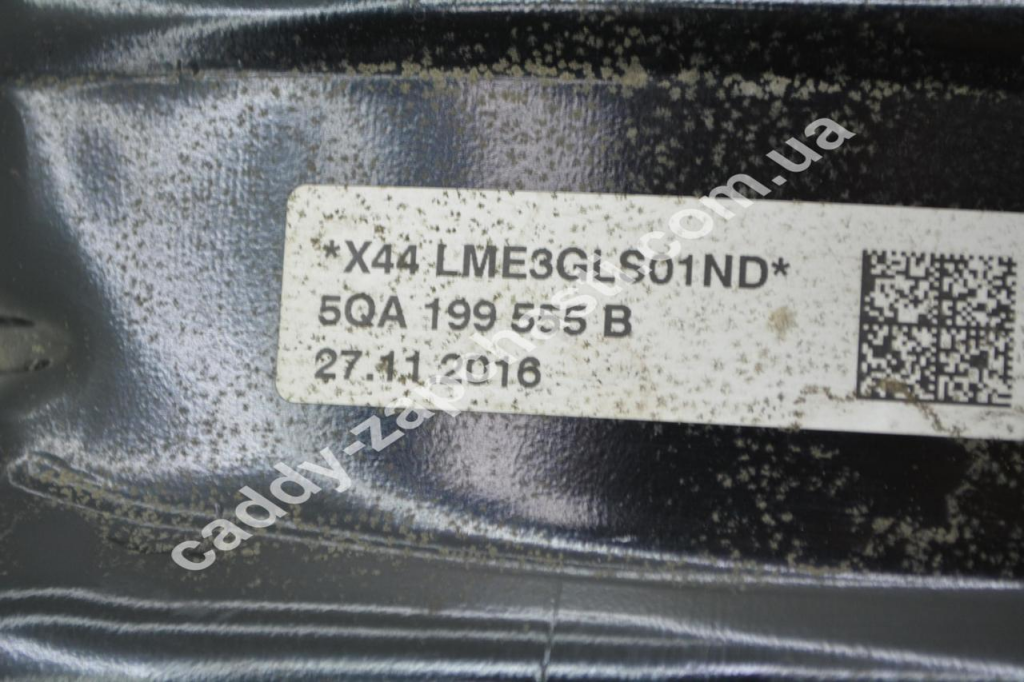 *X44 LME3GLS01ND*
5QA 199 555 B
27.11.2016
caddy-zapchasti.com.ua